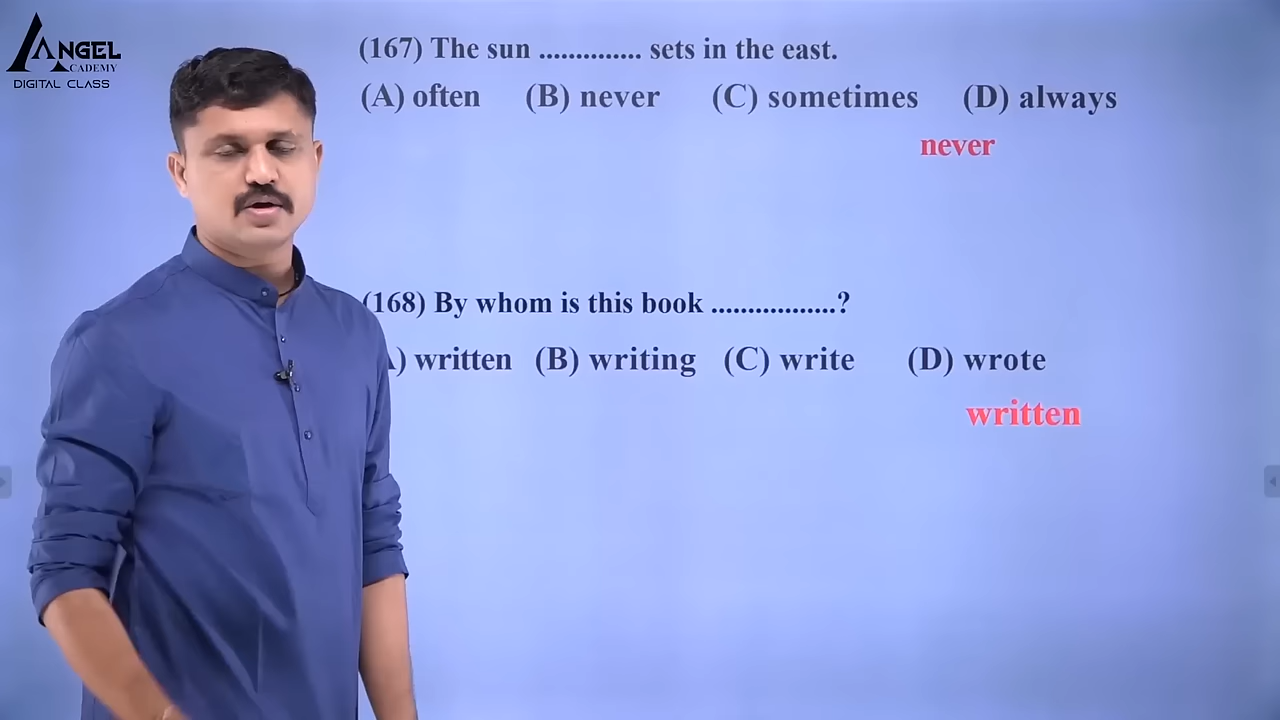 ANGEL
ACADEMY
DIGITAL CLASS
(167) The sun .............. sets in the east.
(A) often (B) never (C) sometimes (D) always
never
(168) By whom is this book .................?
A) written (B) writing (C) write (D) wrote
written